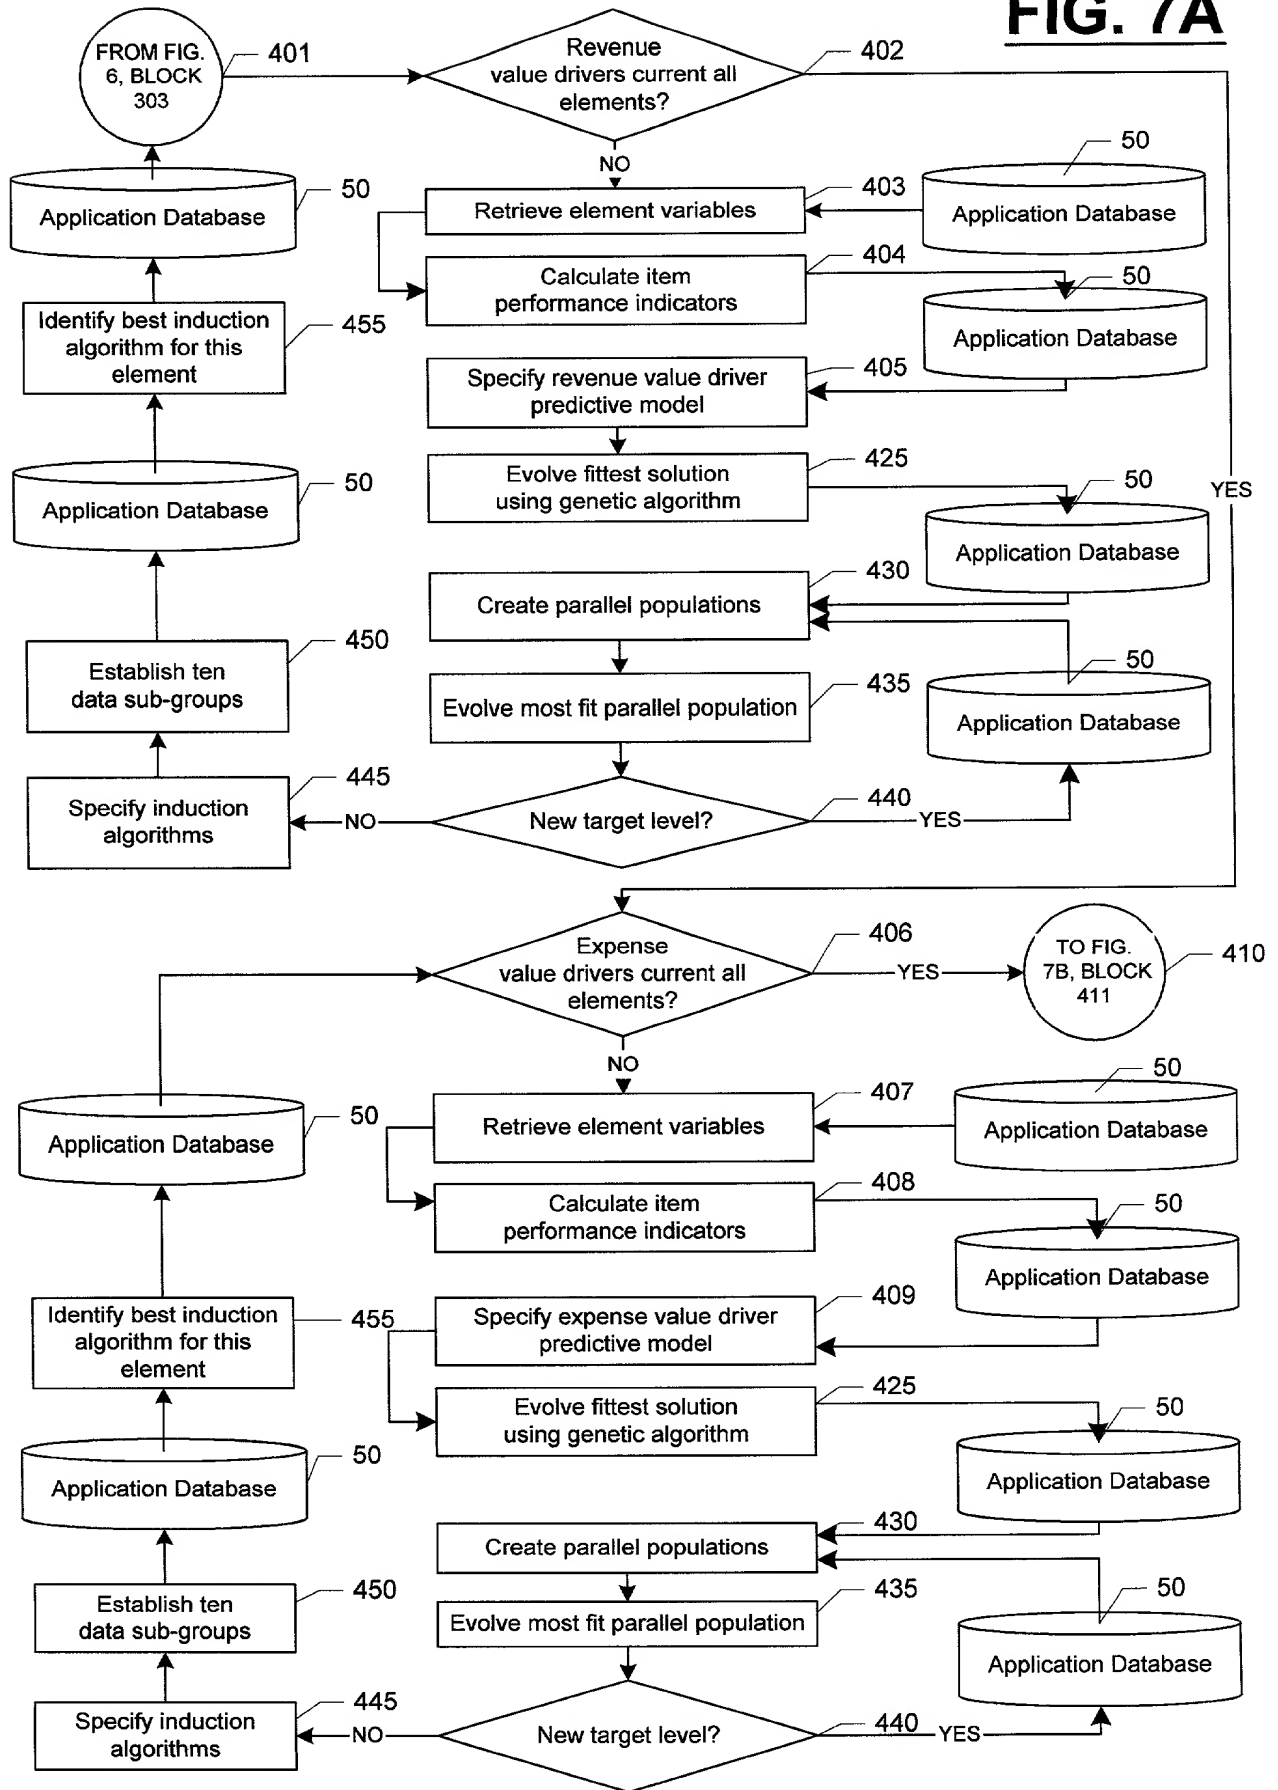 FIG. 7A
FROM FIG.
6, BLOCK
303
401
Revenue
value drivers current all
elements?
402
NO
YES
50
Application Database
403
Retrieve element variables
50
Application Database
404
Calculate item
performance indicators
50
Application Database
Identify best induction
algorithm for this
element
455
405
Specify revenue value driver
predictive model
50
Application Database
425
Evolve fittest solution
using genetic algorithm
50
Application Database
430
Create parallel populations
450
Establish ten
data sub-groups
435
Evolve most fit parallel population
50
Application Database
445
Specify induction
algorithms
NO
New target level?
440
YES
Expense
value drivers current all
elements?
406
YES
TO FIG.
7B, BLOCK
411
410
NO
50
Application Database
407
Retrieve element variables
50
Application Database
408
Calculate item
performance indicators
50
Application Database
Identify best induction
algorithm for this
element
455
409
Specify expense value driver
predictive model
425
Evolve fittest solution
using genetic algorithm
50
Application Database
50
Application Database
430
Create parallel populations
450
Establish ten
data sub-groups
435
Evolve most fit parallel population
50
Application Database
445
Specify induction
algorithms
NO
New target level?
440
YES